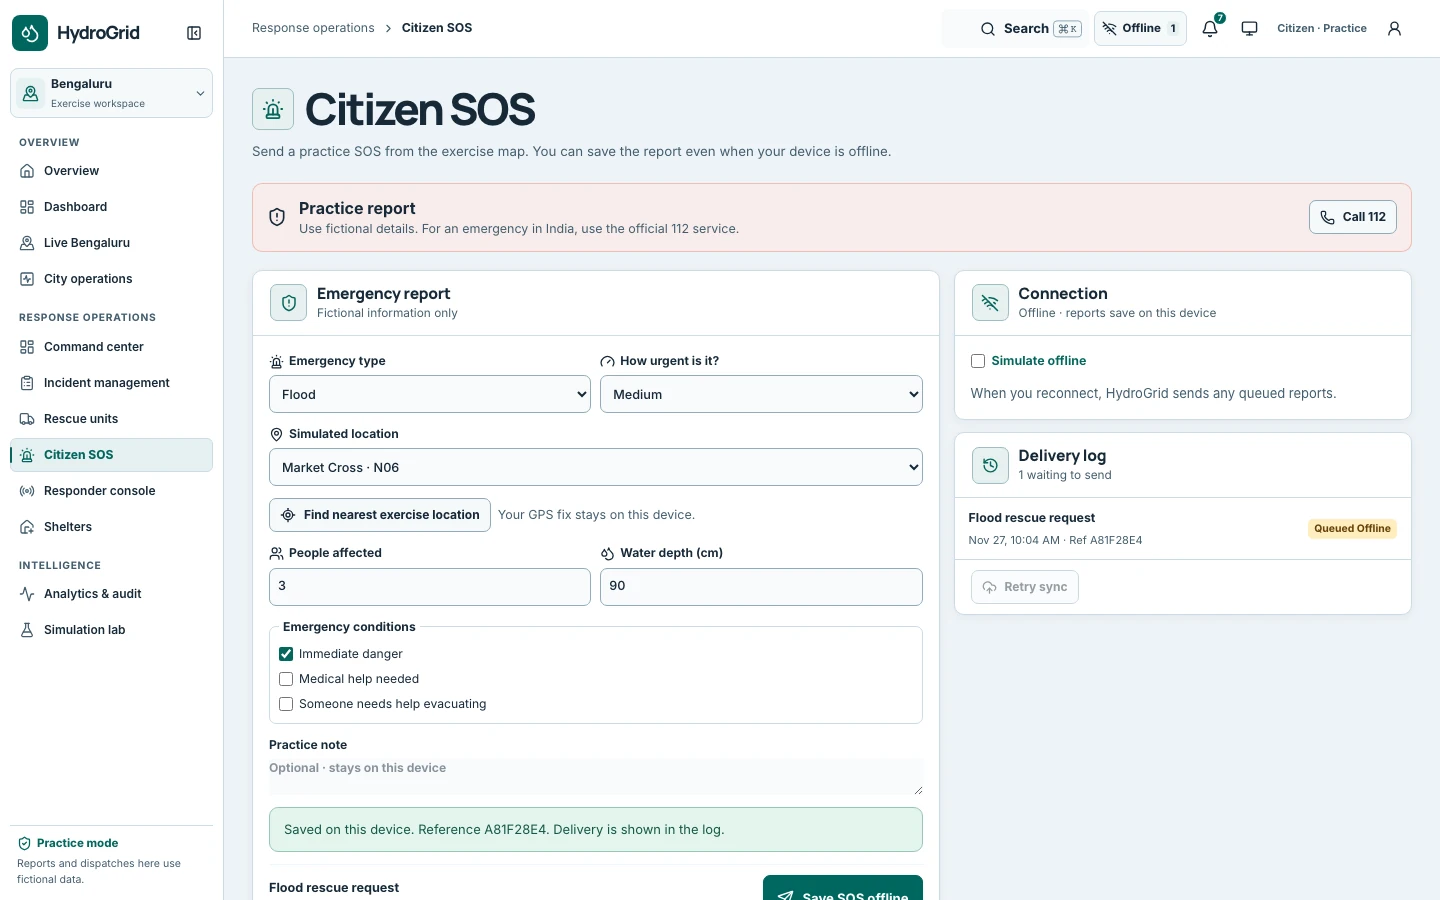 HydroGrid
Bengaluru
Exercise workspace
OVERVIEW
Overview
Dashboard
Live Bengaluru
City operations
RESPONSE OPERATIONS
Command center
Incident management
Rescue units
Citizen SOS
Responder console
Shelters
INTELLIGENCE
Analytics & audit
Simulation lab
Practice mode
Reports and dispatches here use
fictional data.
Response operations > Citizen SOS
Search ⌘ K
Offline 1
7
Citizen · Practice
Citizen SOS
Send a practice SOS from the exercise map. You can save the report even when your device is offline.
Practice report
Use fictional details. For an emergency in India, use the official 112 service.
Call 112
Emergency report
Fictional information only
Emergency type
Flood
How urgent is it?
Medium
Simulated location
Market Cross · N06
Find nearest exercise location
Your GPS fix stays on this device.
People affected
3
Water depth (cm)
90
Emergency conditions
Immediate danger
Medical help needed
Someone needs help evacuating
Practice note
Optional · stays on this device
Saved on this device. Reference A81F28E4. Delivery is shown in the log.
Flood rescue request
Save SOS offline
Connection
Offline · reports save on this device
Simulate offline
When you reconnect, HydroGrid sends any queued reports.
Delivery log
1 waiting to send
Flood rescue request
Nov 27, 10:04 AM · Ref A81F28E4
Queued Offline
Retry sync